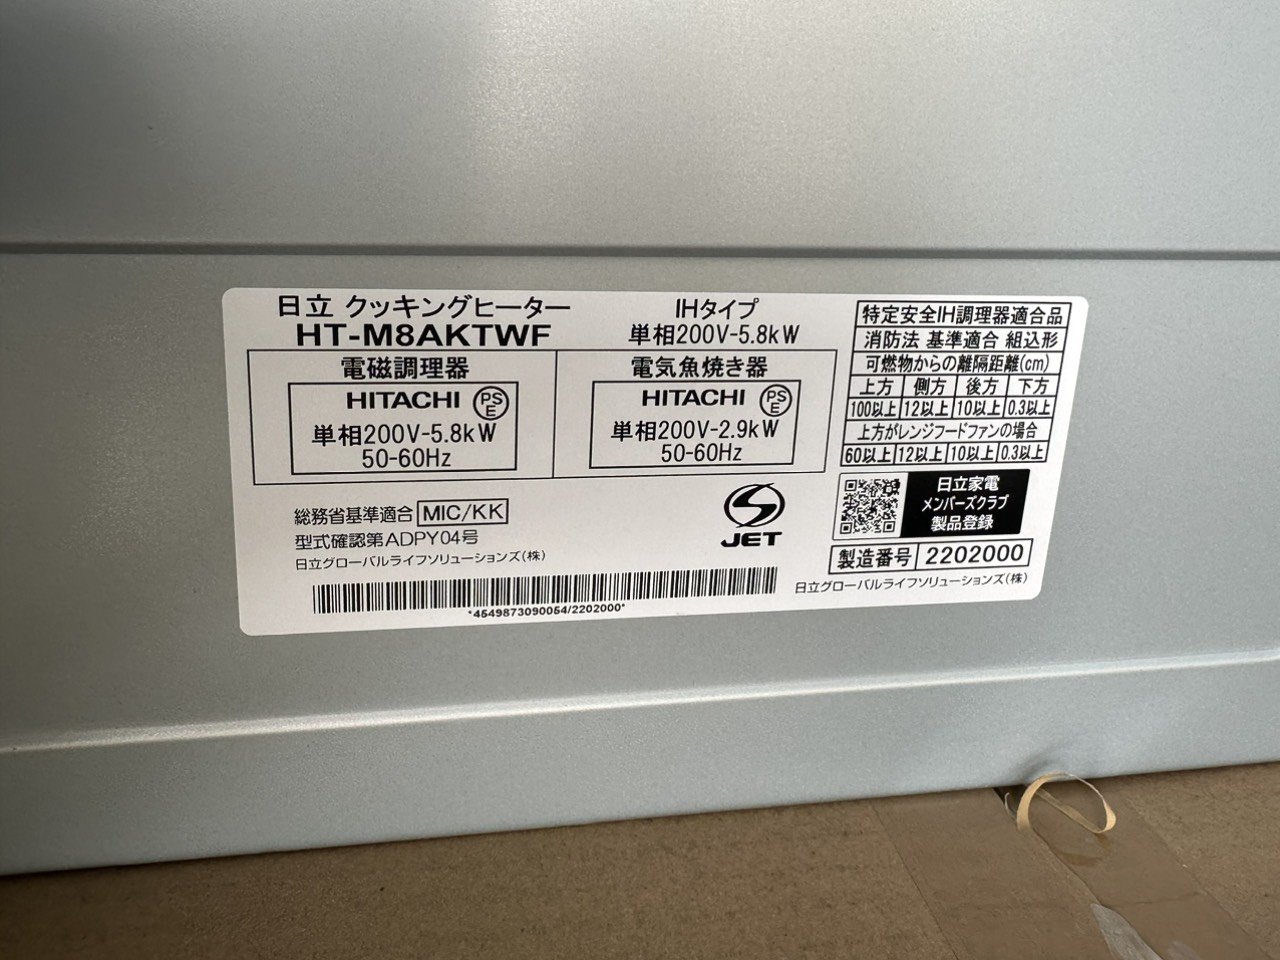 日立 クッキングヒーター
HT-M8AKTWF
IHタイプ
単相200V-5.8kW
電磁調理器
HITACHI
PS
E
単相200V-5.8kW
50-60Hz
電気魚焼き器
HITACHI
PS
E
単相200V-2.9kW
50-60Hz
総務省基準適合 MIC/KK
型式確認第ADPY04号
日立グローバルライフソリューションズ(株)
*4549873090054/2202000*
JET
特定安全IH調理器適合品
消防法 基準適合 組込形
可燃物からの離隔距離(cm)
上方 側方 後方 下方
100以上 12以上 10以上 0.3以上
上方がレンジフードファンの場合
60以上 12以上 10以上 0.3以上
日立家電
メンバーズクラブ
製品登録
製造番号 2202000
日立グローバルライフソリューションズ(株)